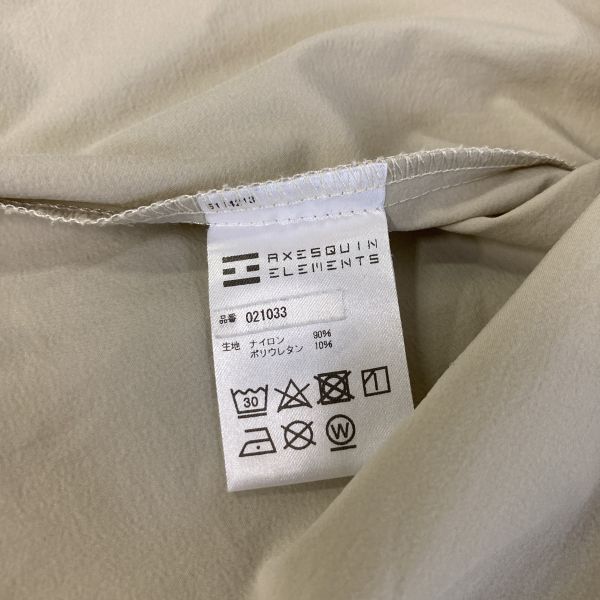 AXESQUIN
ELEMENTS
品番 021033
生地 ナイロン 90%
ポリウレタン 10%
30
W